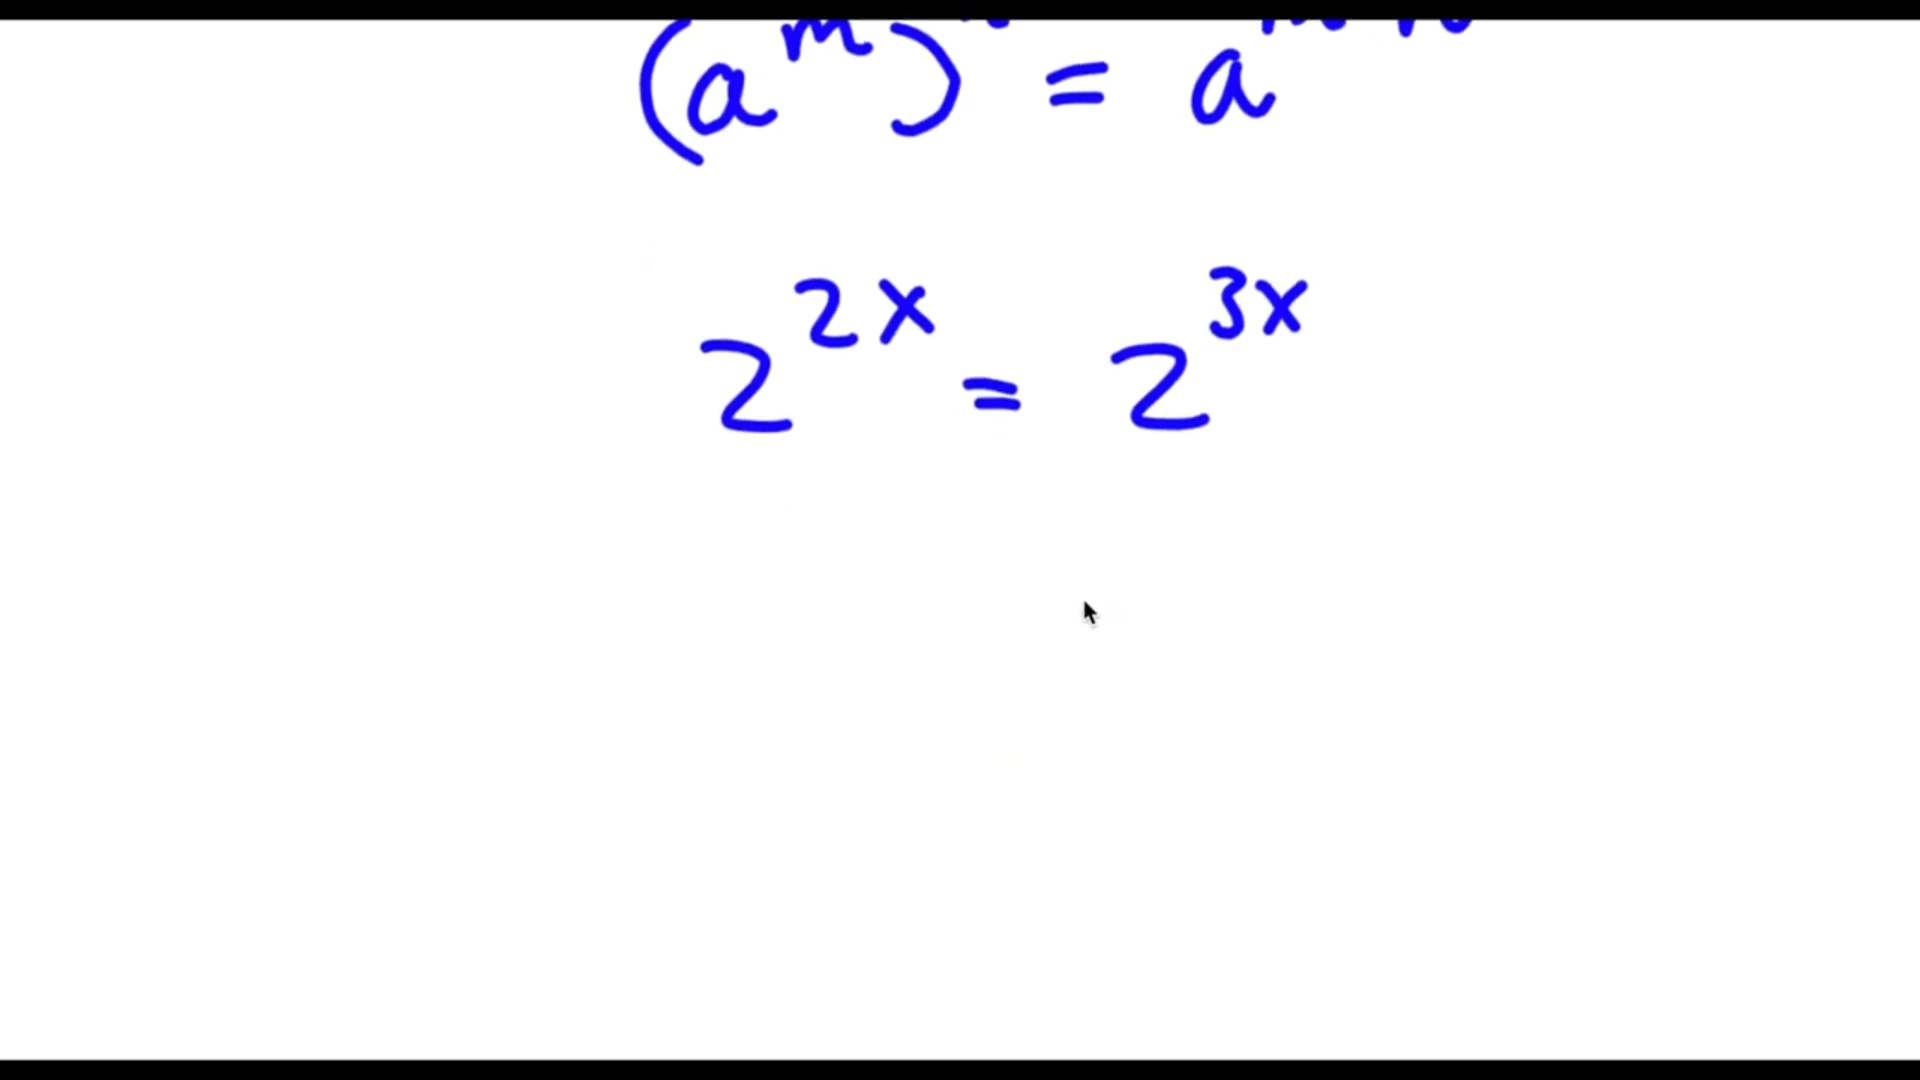 (a^m) = a
2^{2x} = 2^{3x}